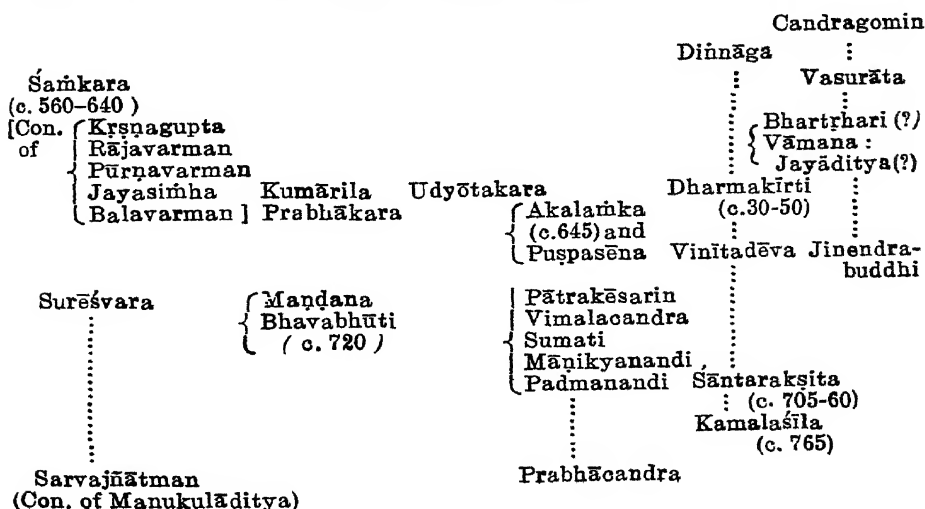 Candragomin
Diṅnāga
Śaṁkara
Vasurāta
(c. 560–640 )
[Con. of
Kṛṣṇagupta
Bhartṛhari (?)
Rājavarman
Vāmana :
Pūrṇavarman
Jayāditya(?)
Jayasiṁha Kumārila Udyōtakara Dharmakīrti
Balavarman ] Prabhākara
Akalaṁka
(c.30-50)
(c.645) and
Puṣpasēna
Vinītadēva Jinendra-
buddhi
Surēśvara
Maṇḍana
Pātrakēsarin
Bhavabhūti
Vimalacandra
( c. 720 )
Sumati
Māṇikyanandi
Padmanandi
Śāntarakṣita
(c. 705-60)
Kamalaśīla
(c. 765)
Sarvajñātman
Prabhācandra
(Con. of Manukulāditya)